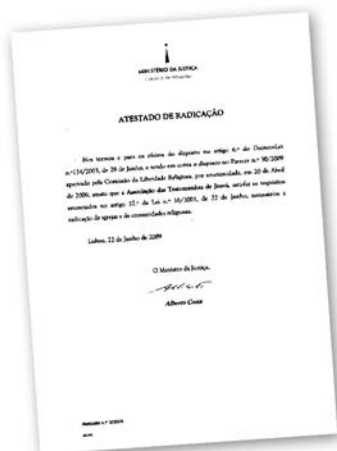 MINISTÉRIO DA JUSTIÇA
ATESTADO DE RADICAÇÃO
Nos termos e para os efeitos do disposto no artigo 6.º do Decreto-Lei
n.º134/2003, de 28 de Junho, e tendo em conta o disposto no Parecer n.º 30/2009
aprovado pela Comissão da Liberdade Religiosa, por unanimidade, em 20 de Abril
de 2009, atesto que a Associação das Testemunhas de Jeová, satisfaz os requisitos
enunciados no artigo 37.º da Lei n.º 16/2001, de 22 de Junho, necessários à
radicação de igrejas e de comunidades religiosas.
Lisboa, 22 de Junho de 2009
O Ministro da Justiça,
Alberto Costa